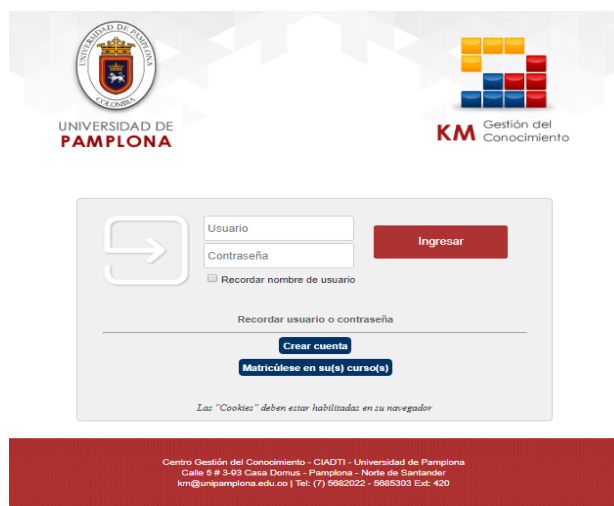 UNIVERSIDAD DE PAMPLONA
COLOMBIA
UNIVERSIDAD DE
PAMPLONA
KM Gestión del
Conocimiento
Usuario
Contraseña
Ingresar
Recordar nombre de usuario
Recordar usuario o contraseña
Crear cuenta
Matricúlese en su(s) curso(s)
Las "Cookies" deben estar habilitadas en su navegador
Centro Gestión del Conocimiento - CIADTI - Universidad de Pamplona
Calle 5 # 3-93 Casa Domus - Pamplona - Norte de Santander
km@unipamplona.edu.co | Tel: (7) 5682022 - 5685303 Ext: 420